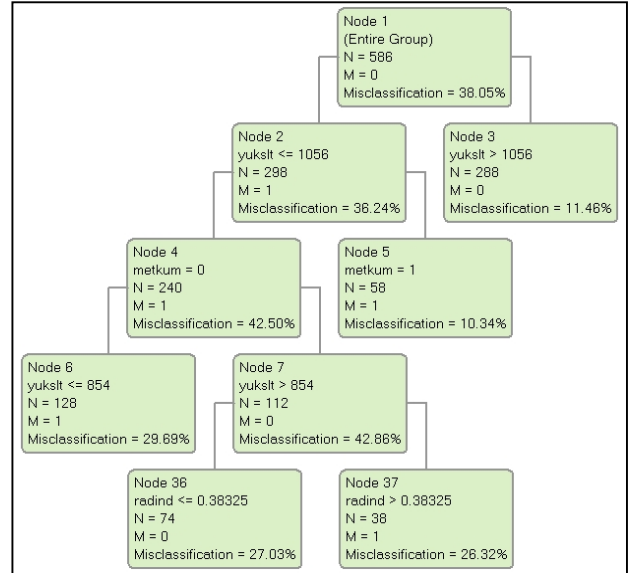 Node 1
(Entire Group)
N = 586
M = 0
Misclassification = 38.05%
Node 2
yukslt <= 1056
N = 298
M = 1
Misclassification = 36.24%
Node 3
yukslt > 1056
N = 288
M = 0
Misclassification = 11.46%
Node 4
metkum = 0
N = 240
M = 1
Misclassification = 42.50%
Node 5
metkum = 1
N = 58
M = 1
Misclassification = 10.34%
Node 6
yukslt <= 854
N = 128
M = 1
Misclassification = 29.69%
Node 7
yukslt > 854
N = 112
M = 0
Misclassification = 42.86%
Node 36
radind <= 0.38325
N = 74
M = 0
Misclassification = 27.03%
Node 37
radind > 0.38325
N = 38
M = 1
Misclassification = 26.32%